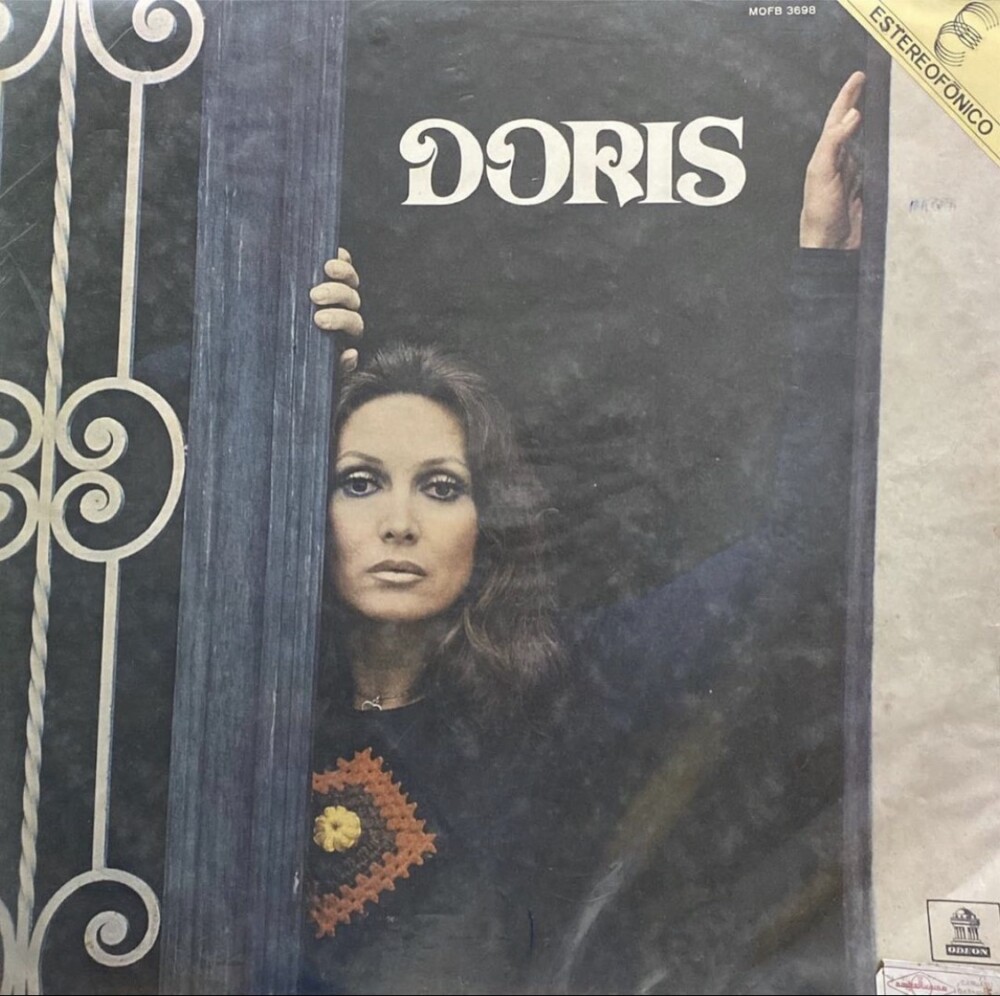 MOFB 3698
ESTEREOFÔNICO
DORIS
ODEON